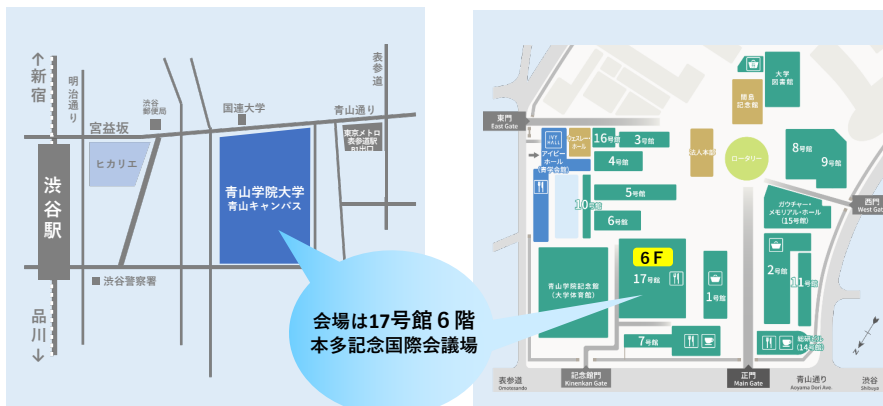 ↑新宿
明治通り
渋谷
郵便局
国連大学
表参道
青山通り
宮益坂
ヒカリエ
東京メトロ
表参道駅
B1出口
渋谷駅
青山学院大学
青山キャンパス
渋谷警察署
品川↓
会場は17号館６階
本多記念国際会議場
東門
East Gate
IVY HALL
アイビー
ホール
(青学会館)
ウェスレー・
ホール
16号館
3号館
4号館
5号館
10号館
6号館
間島
記念館
大学
図書館
法人本部
ロータリー
8号館
9号館
西門
West Gate
ガウチャー・
メモリアル・ホール
(15号館)
6F
17号館
青山学院記念館
(大学体育館)
1号館
2号館
11号館
7号館
総研ビル
(14号館)
N
表参道
Omotesando
記念館門
Kinenkan Gate
正門
Main Gate
青山通り
Aoyama Dori Ave
渋谷
Shibuya